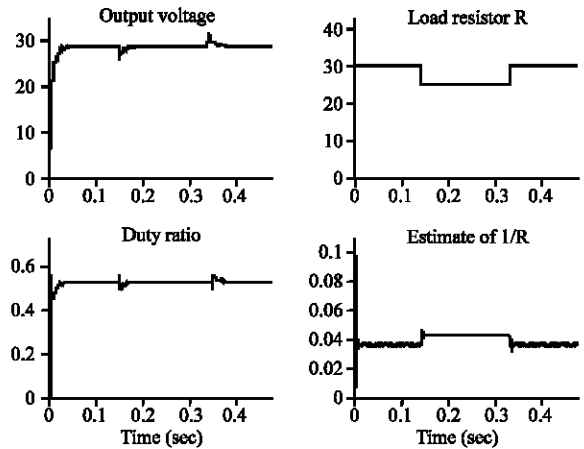 Output voltage
30
20
10
0
0 0.1 0.2 0.3 0.4
Load resistor R
40
30
20
10
0
0 0.1 0.2 0.3 0.4
Duty ratio
0.6
0.4
0.2
0
0 0.1 0.2 0.3 0.4
Time (sec)
Estimate of 1/R
0.1
0.08
0.06
0.04
0.02
0
0 0.1 0.2 0.3 0.4
Time (sec)